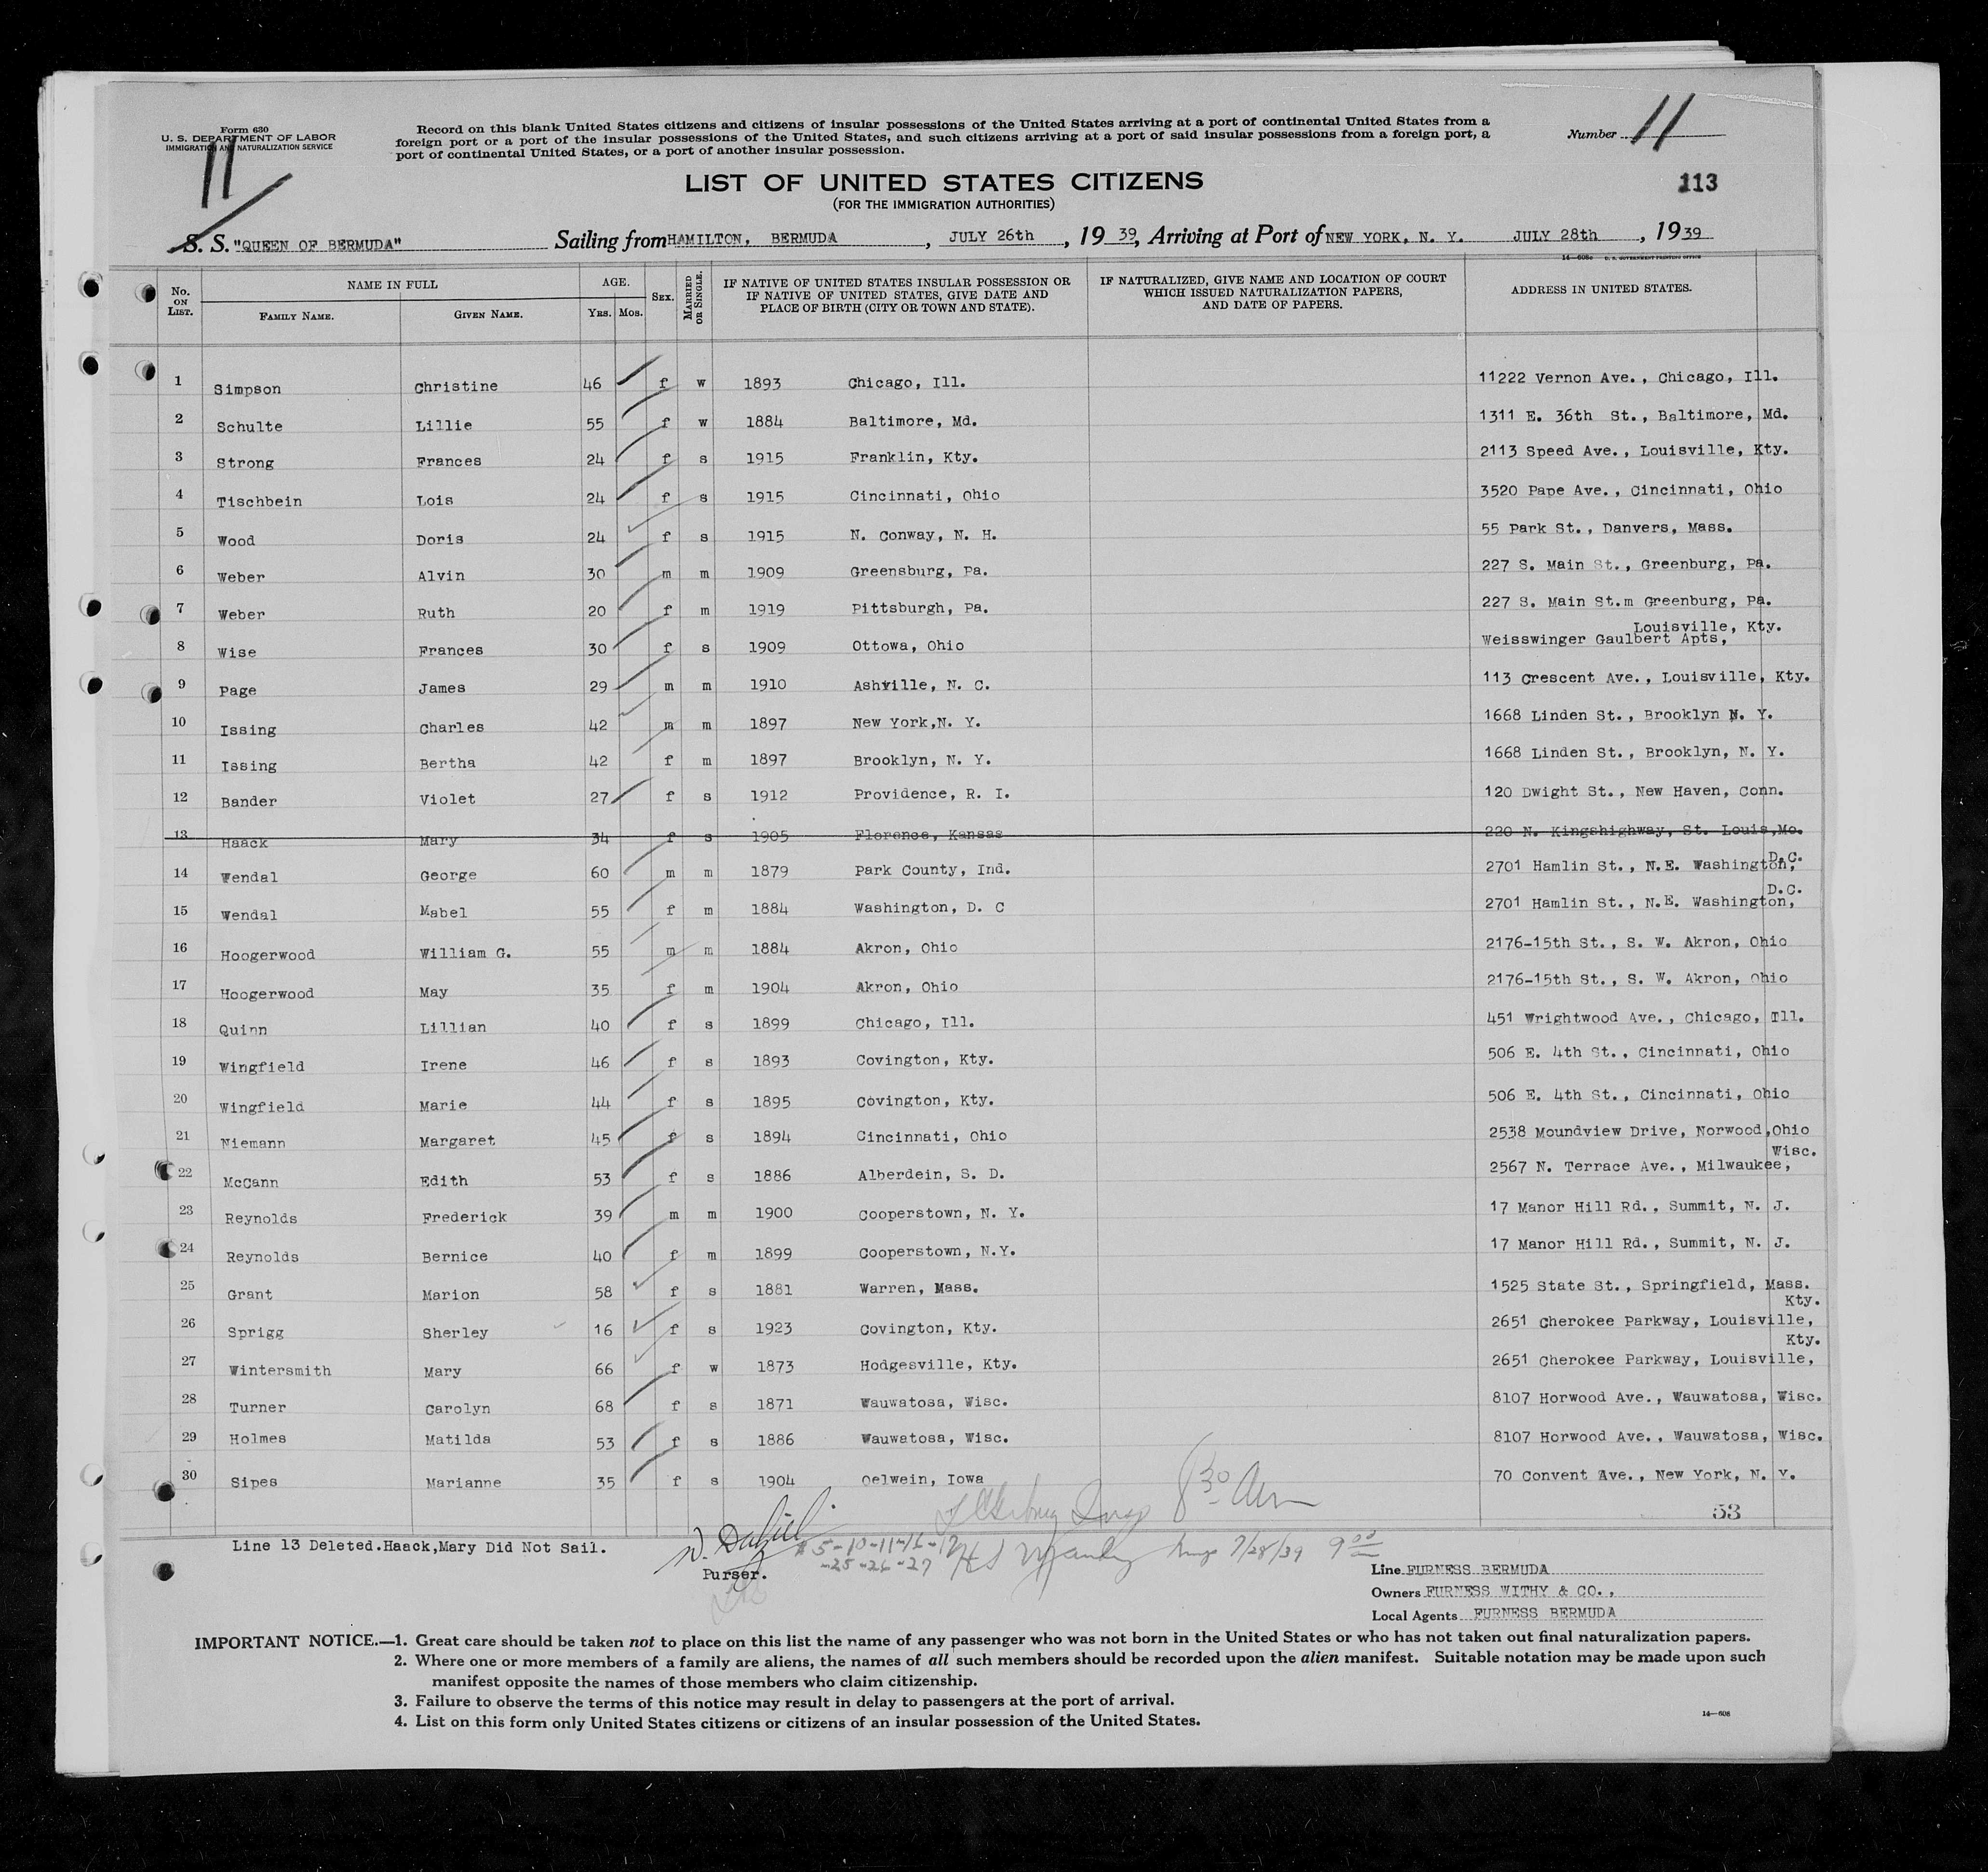 Form 630
U. S. DEPARTMENT OF LABOR
IMMIGRATION AND NATURALIZATION SERVICE
11
Record on this blank United States citizens and citizens of insular possessions of the United States arriving at a port of continental United States from a
foreign port or a port of the insular possessions of the United States, and such citizens arriving at a port of said insular possessions from a foreign port, a
port of continental United States, or a port of another insular possession.
Number 11
LIST OF UNITED STATES CITIZENS
(FOR THE IMMIGRATION AUTHORITIES)
113
S. S. "QUEEN OF BERMUDA" Sailing from HAMILTON, BERMUDA, JULY 26th, 19 39, Arriving at Port of NEW YORK, N. Y. JULY 28th, 19 39
14—608c U. S. GOVERNMENT PRINTING OFFICE
No. ON LIST. NAME IN FULL FAMILY NAME. GIVEN NAME. AGE. YRS. MOS. SEX. MARRIED OR SINGLE. IF NATIVE OF UNITED STATES INSULAR POSSESSION OR IF NATIVE OF UNITED STATES, GIVE DATE AND PLACE OF BIRTH (CITY OR TOWN AND STATE). IF NATURALIZED, GIVE NAME AND LOCATION OF COURT WHICH ISSUED NATURALIZATION PAPERS, AND DATE OF PAPERS. ADDRESS IN UNITED STATES.
1 Simpson Christine 46 f w 1893 Chicago, Ill. 11222 Vernon Ave., Chicago, Ill.
2 Schulte Lillie 55 f w 1884 Baltimore, Md. 1311 E. 36th St., Baltimore, Md.
3 Strong Frances 24 f s 1915 Franklin, Kty. 2113 Speed Ave., Louisville, Kty.
4 Tischbein Lois 24 f s 1915 Cincinnati, Ohio 3520 Pape Ave., Cincinnati, Ohio
5 Wood Doris 24 f s 1915 N. Conway, N. H. 55 Park St., Danvers, Mass.
6 Weber Alvin 30 m m 1909 Greensburg, Pa. 227 S. Main St., Greenburg, Pa.
7 Weber Ruth 20 f m 1919 Pittsburgh, Pa. 227 S. Main St.m Greenburg, Pa.
Louisville, Kty.
8 Wise Frances 30 f s 1909 Ottowa, Ohio Weisswinger Gaulbert Apts,
9 Page James 29 m m 1910 Ashville, N. C. 113 Crescent Ave., Louisville, Kty.
10 Issing Charles 42 m m 1897 New York,N. Y. 1668 Linden St., Brooklyn N. Y.
11 Issing Bertha 42 f m 1897 Brooklyn, N. Y. 1668 Linden St., Brooklyn, N. Y.
12 Bander Violet 27 f s 1912 Providence, R. I. 120 Dwight St., New Haven, Conn.
13 Haack Mary 34 f s 1905 Florence, Kansas 220 N. Kingshighway, St. Louis,Mo.
D.C.
14 Wendal George 60 m m 1879 Park County, Ind. 2701 Hamlin St., N.E. Washington,
D.C.
15 Wendal Mabel 55 f m 1884 Washington, D. C 2701 Hamlin St., N.E. Washington,
16 Hoogerwood William G. 55 m m 1884 Akron, Ohio 2176-15th St., S. W. Akron, Ohio
17 Hoogerwood May 35 f m 1904 Akron, Ohio 2176-15th St., S. W. Akron, Ohio
18 Quinn Lillian 40 f s 1899 Chicago, Ill. 451 Wrightwood Ave., Chicago, Ill.
19 Wingfield Irene 46 f s 1893 Covington, Kty. 506 E. 4th St., Cincinnati, Ohio
20 Wingfield Marie 44 f s 1895 Covington, Kty. 506 E. 4th St., Cincinnati, Ohio
21 Niemann Margaret 45 f s 1894 Cincinnati, Ohio 2538 Moundview Drive, Norwood,Ohio
Wisc.
22 McCann Edith 53 f s 1886 Alberdein, S. D. 2567 N. Terrace Ave., Milwaukee,
23 Reynolds Frederick 39 m m 1900 Cooperstown, N. Y. 17 Manor Hill Rd., Summit, N. J.
24 Reynolds Bernice 40 f m 1899 Cooperstown, N.Y. 17 Manor Hill Rd., Summit, N. J.
25 Grant Marion 58 f s 1881 Warren, Mass. 1525 State St., Springfield, Mass.
Kty.
26 Sprigg Sherley 16 f s 1923 Covington, Kty. 2651 Cherokee Parkway, Louisville,
Kty.
27 Wintersmith Mary 66 f w 1873 Hodgesville, Kty. 2651 Cherokee Parkway, Louisville,
28 Turner Carolyn 68 f s 1871 Wauwatosa, Wisc. 8107 Horwood Ave., Wauwatosa, Wisc.
29 Holmes Matilda 53 f s 1886 Wauwatosa, Wisc. 8107 Horwood Ave., Wauwatosa, Wisc.
30 Sipes Marianne 35 f s 1904 Oelwein, Iowa 70 Convent Ave., New York, N. Y.
8 30 Am
53
Line 13 Deleted.Haack,Mary Did Not Sail.
# 5-10-11-16-17
-25-26-27
7/28/39 9 00
Purser.
Line FURNESS BERMUDA
Owners FURNESS WITHY & CO.,
Local Agents FURNESS BERMUDA
IMPORTANT NOTICE.—1. Great care should be taken not to place on this list the name of any passenger who was not born in the United States or who has not taken out final naturalization papers.
2. Where one or more members of a family are aliens, the names of all such members should be recorded upon the alien manifest. Suitable notation may be made upon such
manifest opposite the names of those members who claim citizenship.
3. Failure to observe the terms of this notice may result in delay to passengers at the port of arrival.
4. List on this form only United States citizens or citizens of an insular possession of the United States.
14—608